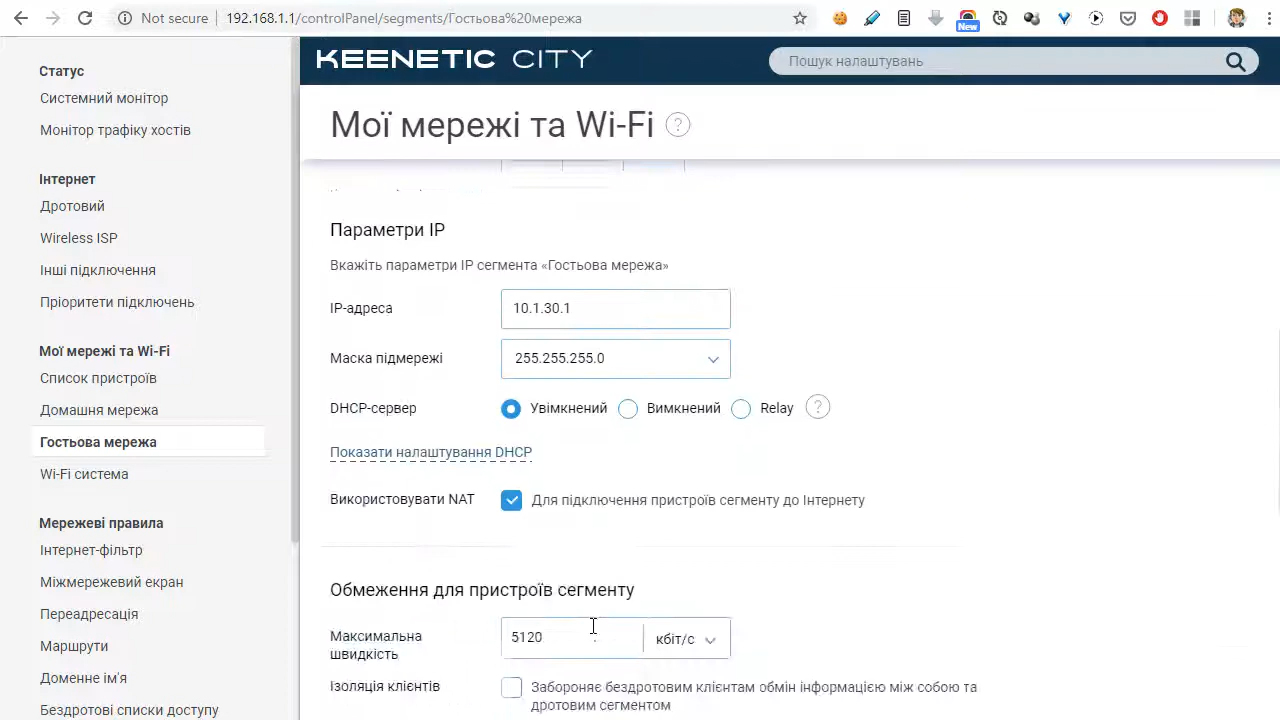 Not secure
192.168.1.1/controlPanel/segments/Гостьова%20мережа
New
KEENETIC CITY
Пошук налаштувань
Статус
Системний монітор
Монітор трафіку хостів
Інтернет
Дротовий
Wireless ISP
Інші підключення
Пріоритети підключень
Мої мережі та Wi-Fi
Список пристроїв
Домашня мережа
Гостьова мережа
Wi-Fi система
Мережеві правила
Інтернет-фільтр
Міжмережевий екран
Переадресація
Маршрути
Доменне ім'я
Бездротові списки доступу
Мої мережі та Wi-Fi ?
Параметри IP
Вкажіть параметри IP сегмента «Гостьова мережа»
IP-адреса 10.1.30.1
Маска підмережі 255.255.255.0
DHCP-сервер Увімкнений Вимкнений Relay ?
Показати налаштування DHCP
Використовувати NAT Для підключення пристроїв сегменту до Інтернету
Обмеження для пристроїв сегменту
Максимальна швидкість 5120 кбіт/с
Ізоляція клієнтів Забороняє бездротовим клієнтам обмін інформацією між собою та
дротовим сегментом